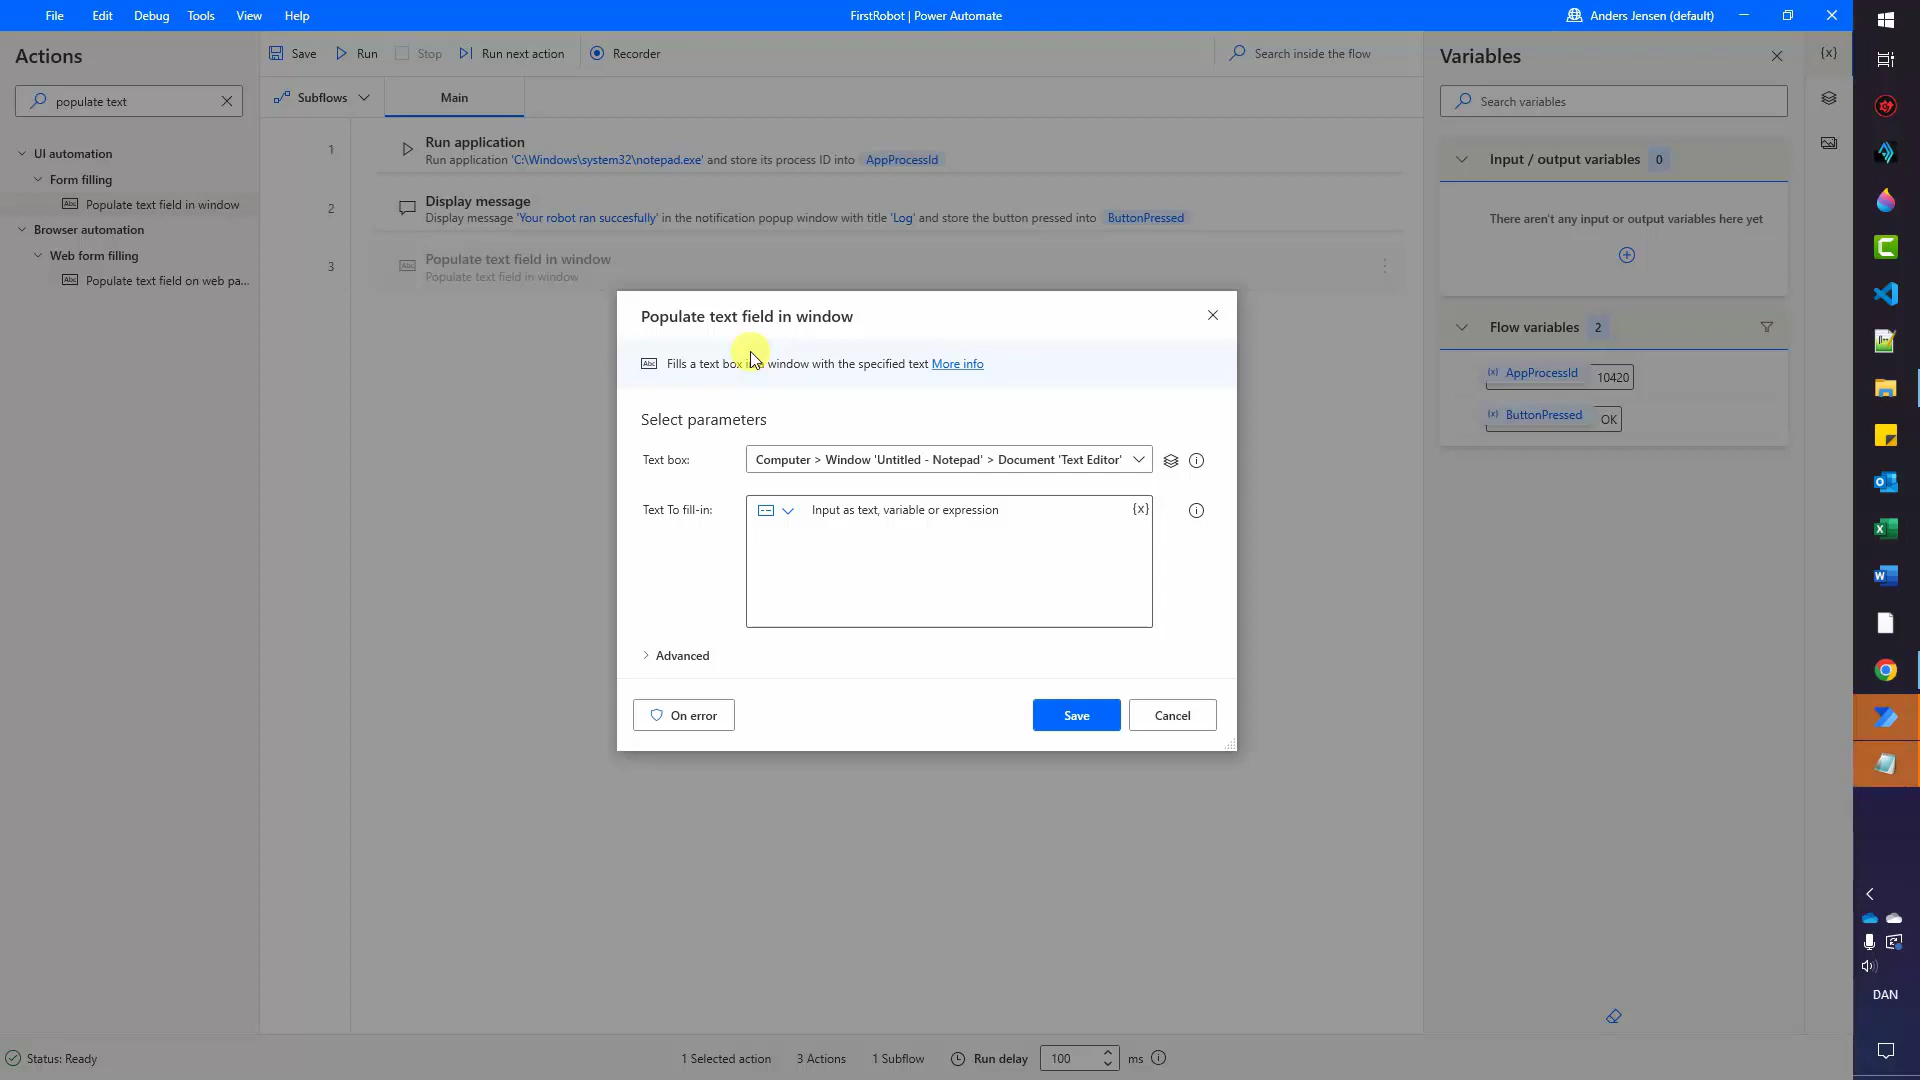 File Edit Debug Tools View Help
FirstRobot | Power Automate
Anders Jensen (default)
Actions
Save Run Stop Run next action Recorder
Search inside the flow
Variables
{x}
populate text
Subflows
Main
Search variables
UI automation
Form filling
Populate text field in window
Browser automation
Web form filling
Populate text field on web pa...
1
Run application
Run application 'C:\Windows\system32\notepad.exe' and store its process ID into AppProcessId
2
Display message
Display message 'Your robot ran succesfully' in the notification popup window with title 'Log' and store the button pressed into ButtonPressed
3
Populate text field in window
Populate text field in window
Input / output variables 0
There aren't any input or output variables here yet
Flow variables 2
{x} AppProcessId 10420
{x} ButtonPressed OK
Populate text field in window
Abc
Fills a text box window with the specified text More info
Select parameters
Text box:
Computer > Window 'Untitled - Notepad' > Document 'Text Editor'
Text To fill-in:
Input as text, variable or expression
{x}
Advanced
On error
Save
Cancel
DAN
Status: Ready
1 Selected action
3 Actions
1 Subflow
Run delay
100
ms